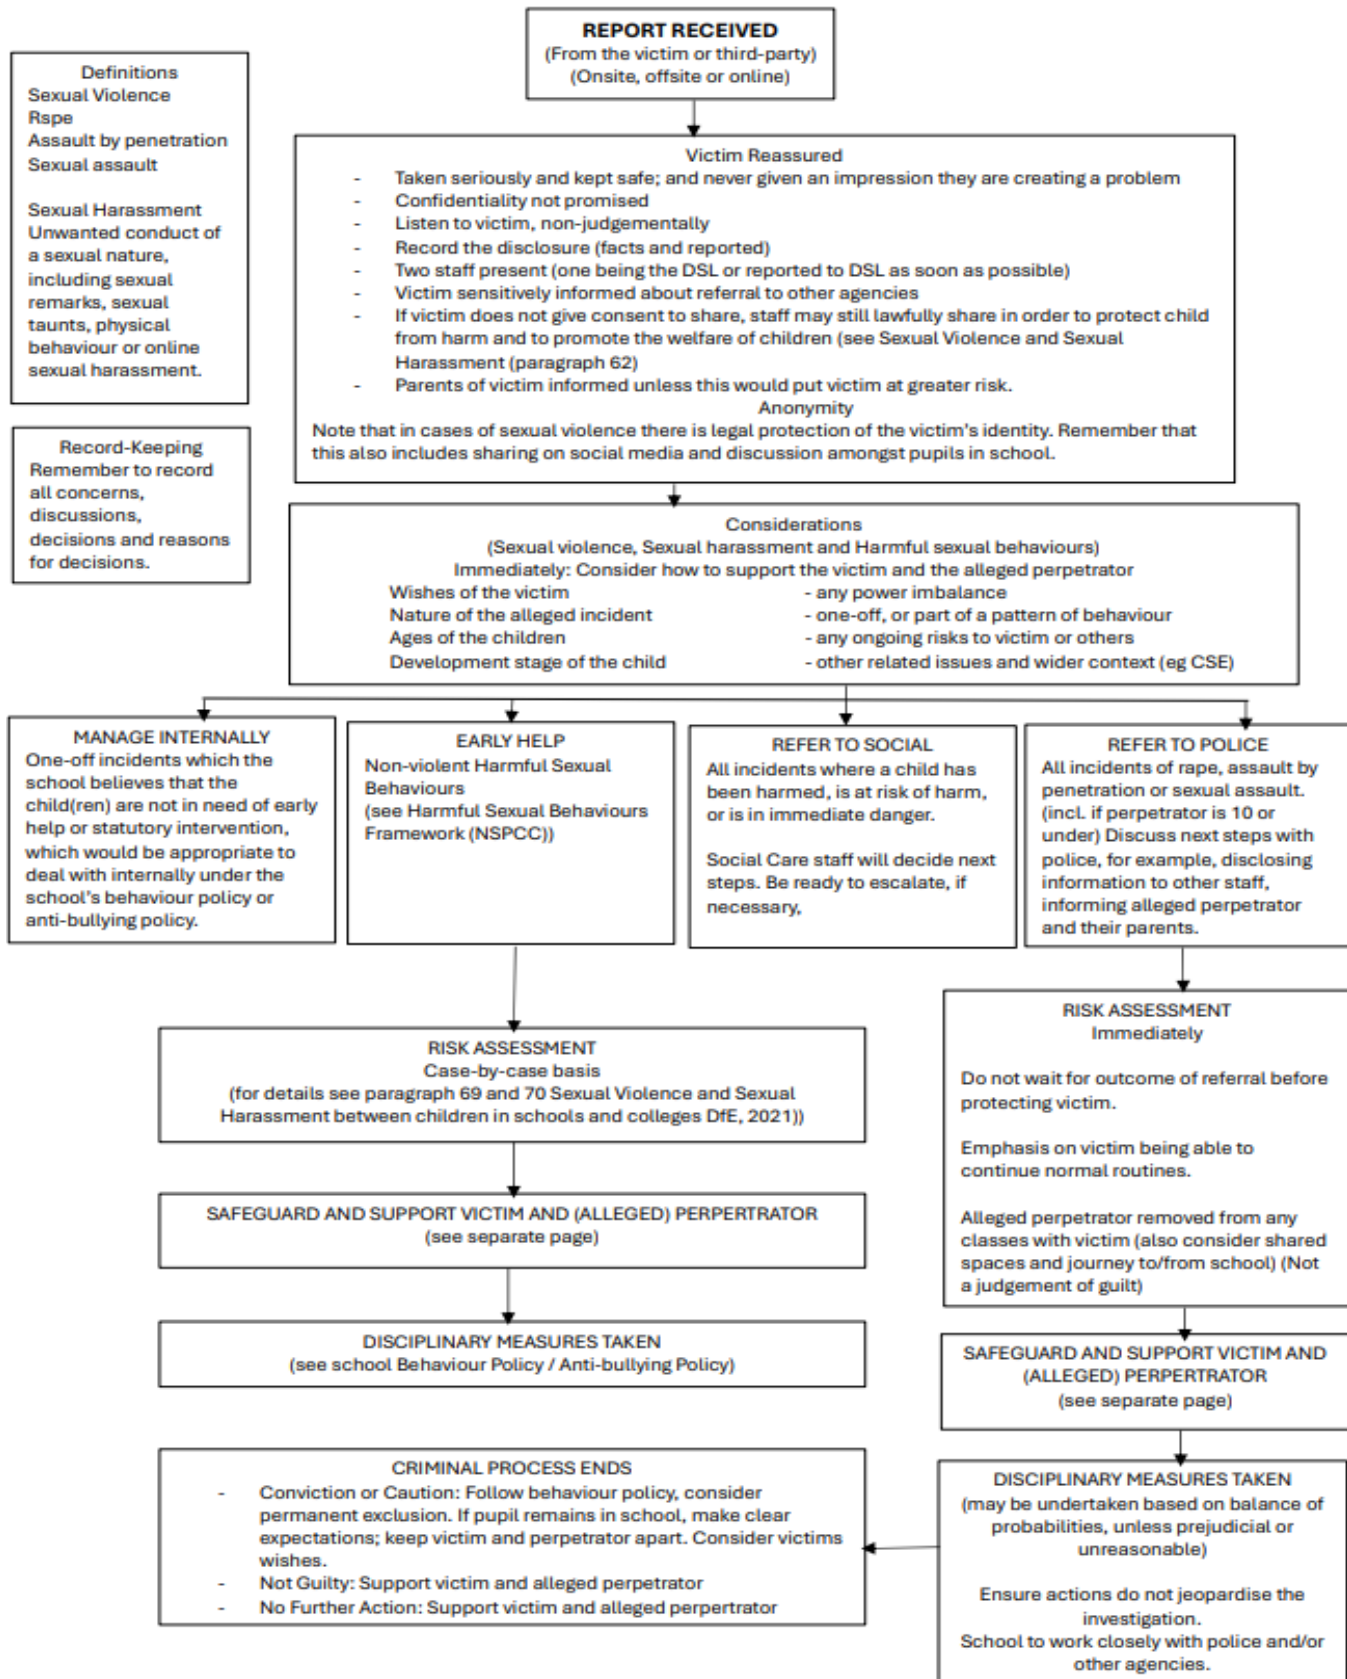 REPORT RECEIVED
(From the victim or third-party)
(Onsite, offsite or online)
Definitions
Sexual Violence
Rspe
Assault by penetration
Sexual assault
Sexual Harassment
Unwanted conduct of
a sexual nature,
including sexual
remarks, sexual
taunts, physical
behaviour or online
sexual harassment.
Record-Keeping
Remember to record
all concerns,
discussions,
decisions and reasons
for decisions.
Victim Reassured
- Taken seriously and kept safe; and never given an impression they are creating a problem
- Confidentiality not promised
- Listen to victim, non-judgementally
- Record the disclosure (facts and reported)
- Two staff present (one being the DSL or reported to DSL as soon as possible)
- Victim sensitively informed about referral to other agencies
- If victim does not give consent to share, staff may still lawfully share in order to protect child
from harm and to promote the welfare of children (see Sexual Violence and Sexual
Harassment (paragraph 62)
- Parents of victim informed unless this would put victim at greater risk.
Anonymity
Note that in cases of sexual violence there is legal protection of the victim's identity. Remember that
this also includes sharing on social media and discussion amongst pupils in school.
Considerations
(Sexual violence, Sexual harassment and Harmful sexual behaviours)
Immediately: Consider how to support the victim and the alleged perpetrator
Wishes of the victim - any power imbalance
Nature of the alleged incident - one-off, or part of a pattern of behaviour
Ages of the children - any ongoing risks to victim or others
Development stage of the child - other related issues and wider context (eg CSE)
MANAGE INTERNALLY
One-off incidents which the
school believes that the
child(ren) are not in need of early
help or statutory intervention,
which would be appropriate to
deal with internally under the
school's behaviour policy or
anti-bullying policy.
EARLY HELP
Non-violent Harmful Sexual
Behaviours
(see Harmful Sexual Behaviours
Framework (NSPCC))
REFER TO SOCIAL
All incidents where a child has
been harmed, is at risk of harm,
or is in immediate danger.
Social Care staff will decide next
steps. Be ready to escalate, if
necessary,
REFER TO POLICE
All incidents of rape, assault by
penetration or sexual assault.
(incl. if perpetrator is 10 or
under) Discuss next steps with
police, for example, disclosing
information to other staff,
informing alleged perpetrator
and their parents.
RISK ASSESSMENT
Case-by-case basis
(for details see paragraph 69 and 70 Sexual Violence and Sexual
Harassment between children in schools and colleges DfE, 2021))
SAFEGUARD AND SUPPORT VICTIM AND (ALLEGED) PERPERTRATOR
(see separate page)
DISCIPLINARY MEASURES TAKEN
(see school Behaviour Policy / Anti-bullying Policy)
RISK ASSESSMENT
Immediately
Do not wait for outcome of referral before
protecting victim.
Emphasis on victim being able to
continue normal routines.
Alleged perpetrator removed from any
classes with victim (also consider shared
spaces and journey to/from school) (Not
a judgement of guilt)
SAFEGUARD AND SUPPORT VICTIM AND
(ALLEGED) PERPERTRATOR
(see separate page)
DISCIPLINARY MEASURES TAKEN
(may be undertaken based on balance of
probabilities, unless prejudicial or
unreasonable)
Ensure actions do not jeopardise the
investigation.
School to work closely with police and/or
other agencies.
CRIMINAL PROCESS ENDS
- Conviction or Caution: Follow behaviour policy, consider
permanent exclusion. If pupil remains in school, make clear
expectations; keep victim and perpetrator apart. Consider victims
wishes.
- Not Guilty: Support victim and alleged perpetrator
- No Further Action: Support victim and alleged perpertrator